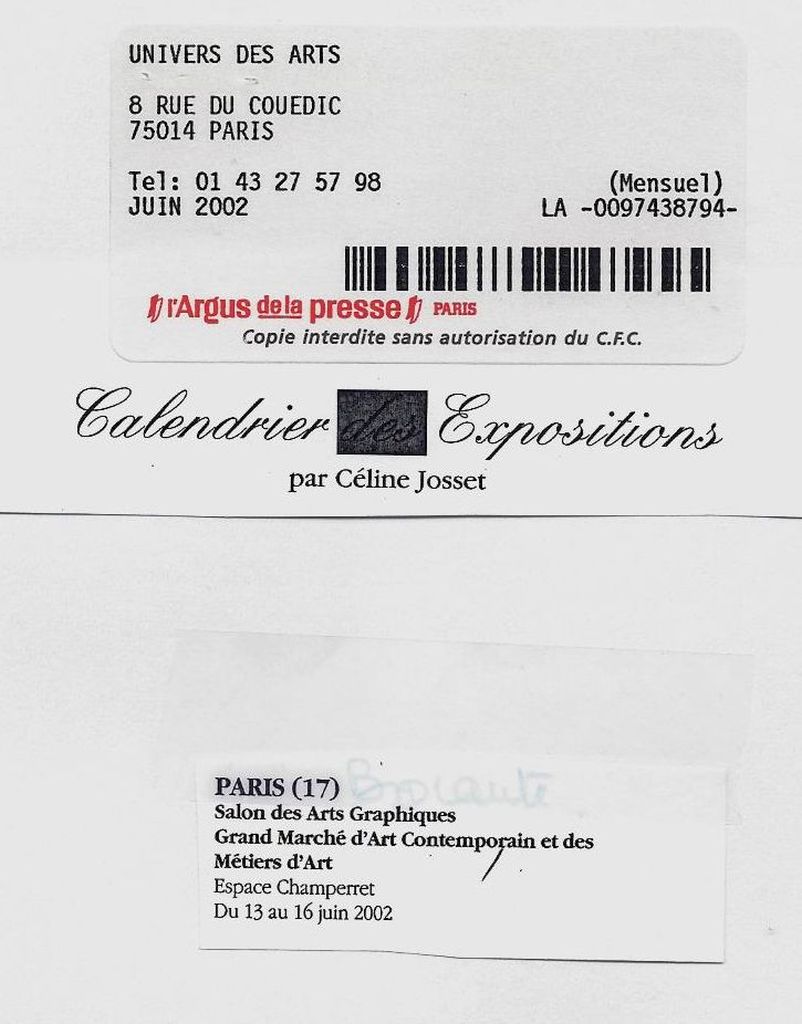 UNIVERS DES ARTS
8 RUE DU COUEDIC
75014 PARIS
Tel: 01 43 27 57 98 (Mensuel)
JUIN 2002 LA -0097438794-
l'Argus de la presse PARIS
Copie interdite sans autorisation du C.F.C.
Calendrier des Expositions
par Céline Josset
PARIS (17)
Salon des Arts Graphiques
Grand Marché d'Art Contemporain et des
Métiers d'Art
Espace Champerret
Du 13 au 16 juin 2002